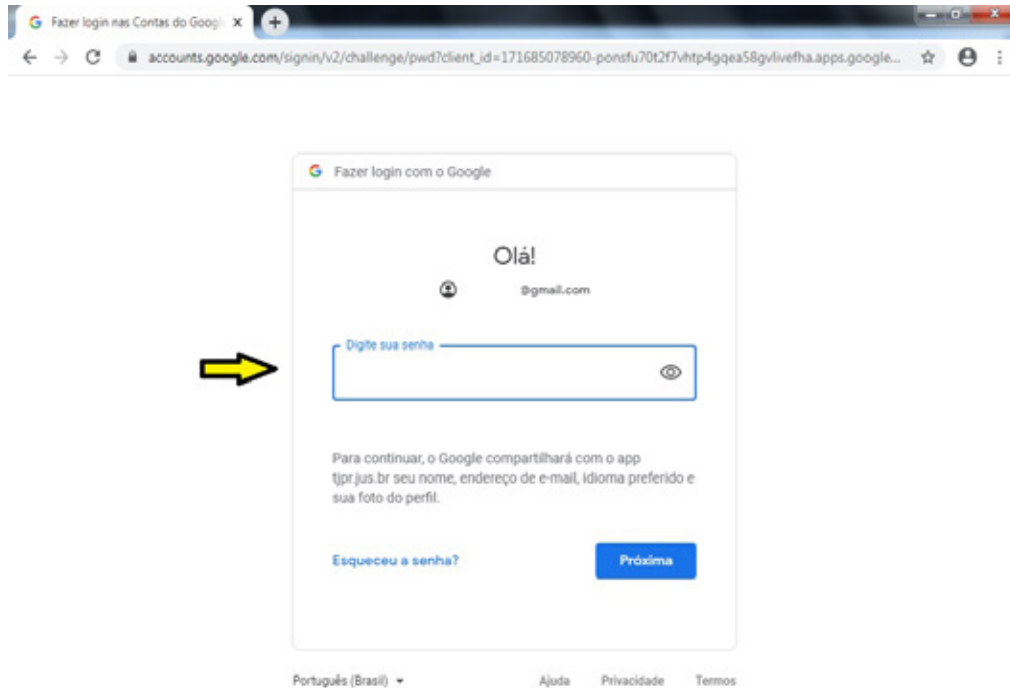 Fazer login nas Contas do Googl
accounts.google.com/signin/v2/challenge/pwd?client_id=171685078960-ponsfu70t2f7vhtp4gqea58gvlivefha.apps.google...
Fazer login com o Google
Olá!
@gmail.com
Digite sua senha
Para continuar, o Google compartilhará com o app
tjpr.jus.br seu nome, endereço de e-mail, idioma preferido e
sua foto do perfil.
Esqueceu a senha? Próxima
Português (Brasil) Ajuda Privacidade Termos